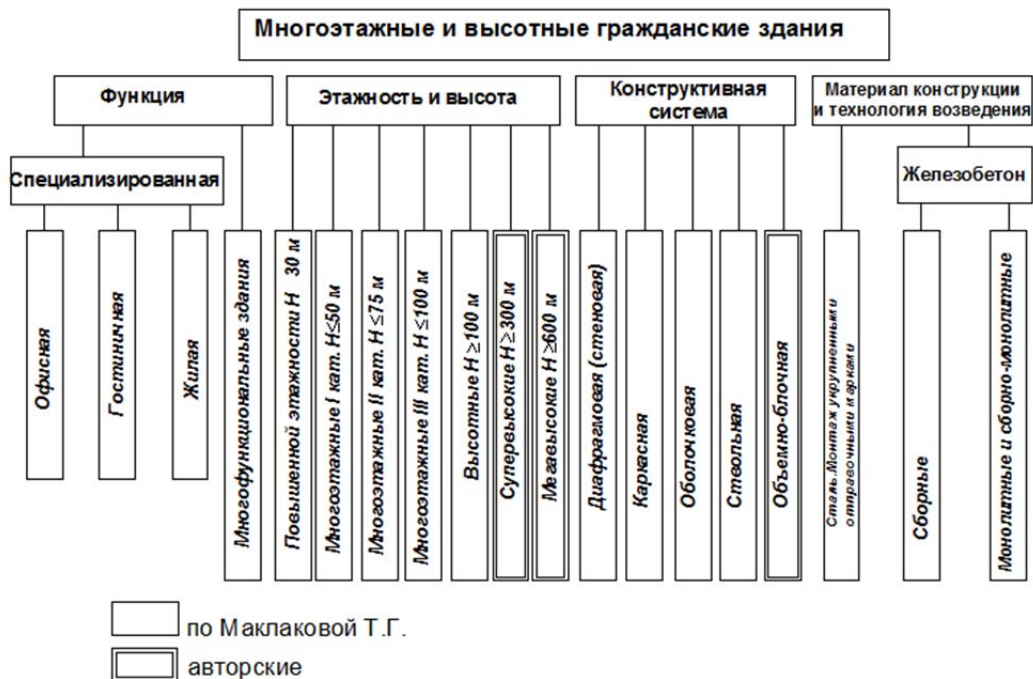 Многоэтажные и высотные гражданские здания
Функция
Этажность и высота
Конструктивная
система
Материал конструкции
и технология возведения
Специализированная
Железобетон
Офисная
Гостиничная
Жилая
Многофункциональные здания
Повышенной этажности H 30 м
Многоэтажные I кат. H≤50 м
Многоэтажные II кат. H ≤75 м
Многоэтажные III кат. H ≤100 м
Высотные H ≥100 м
Супервысокие H ≥300 м
Мегавысокие H ≥600 м
Диафрагмовая (стеновая)
Каркасная
Оболочковая
Ствольная
Объемно-блочная
Сталь.Монтаж укрупненными
отправочными марками
Сборные
Монолитные и сборно-монолитные
по Маклаковой Т.Г.
авторские